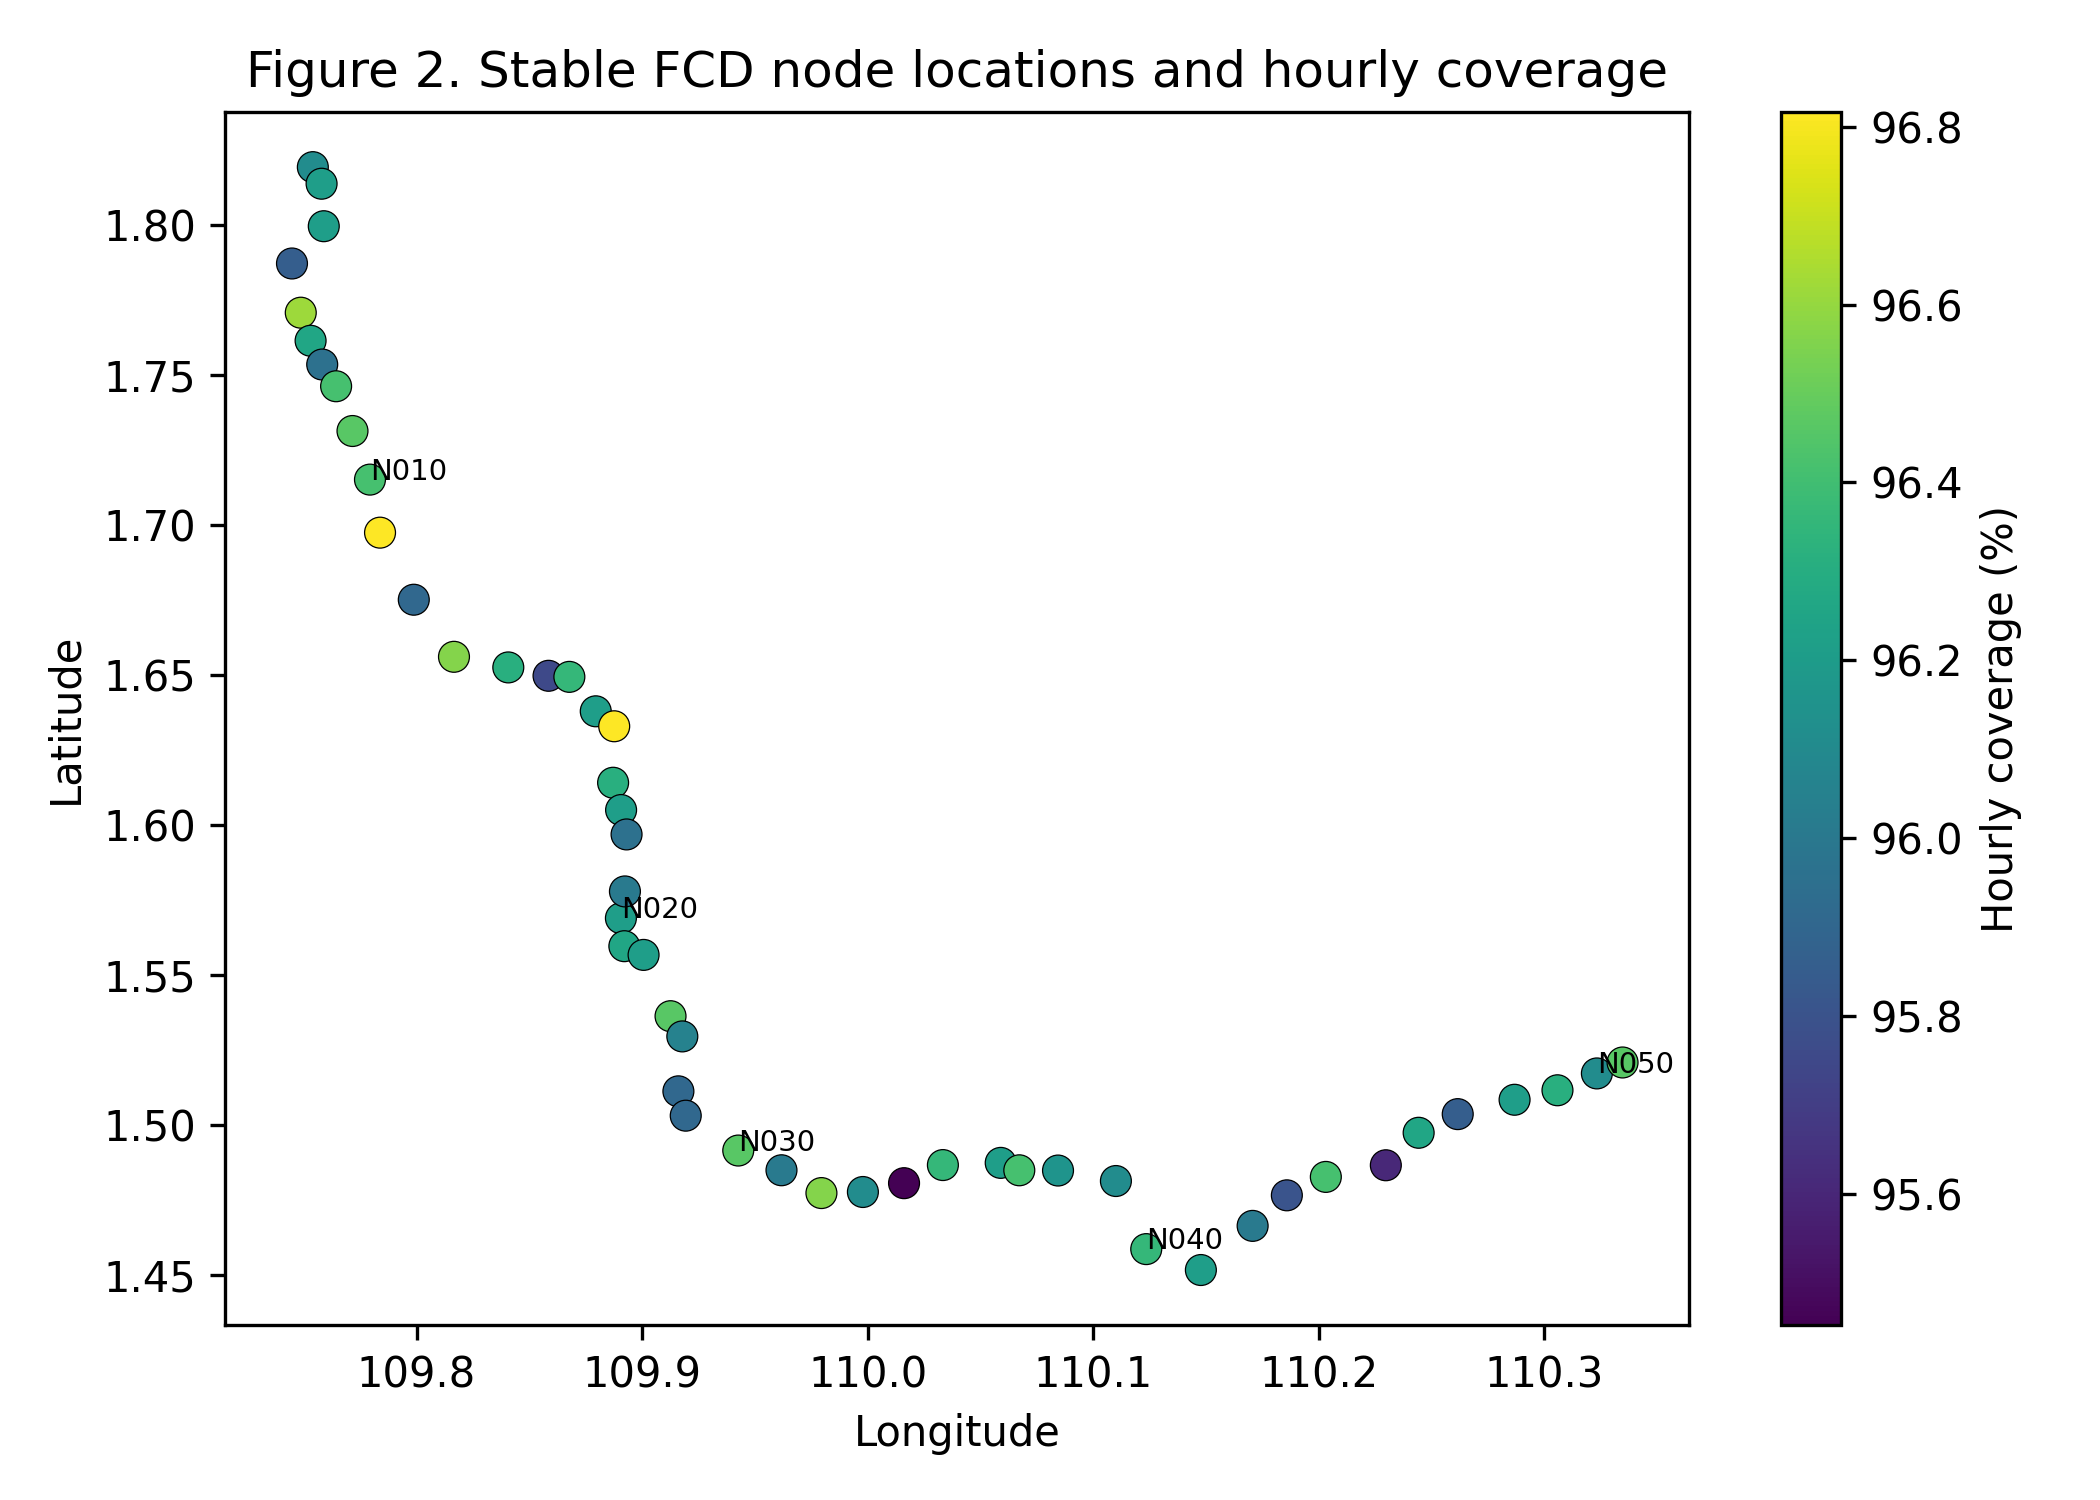 Figure 2. Stable FCD node locations and hourly coverage
96.8
96.6
96.4
96.2
96.0
95.8
95.6
Hourly coverage (%)
1.80
1.75
1.70
1.65
1.60
1.55
1.50
1.45
Latitude
N010
N020
N030
N040
N050
109.8
109.9
110.0
110.1
110.2
110.3
Longitude